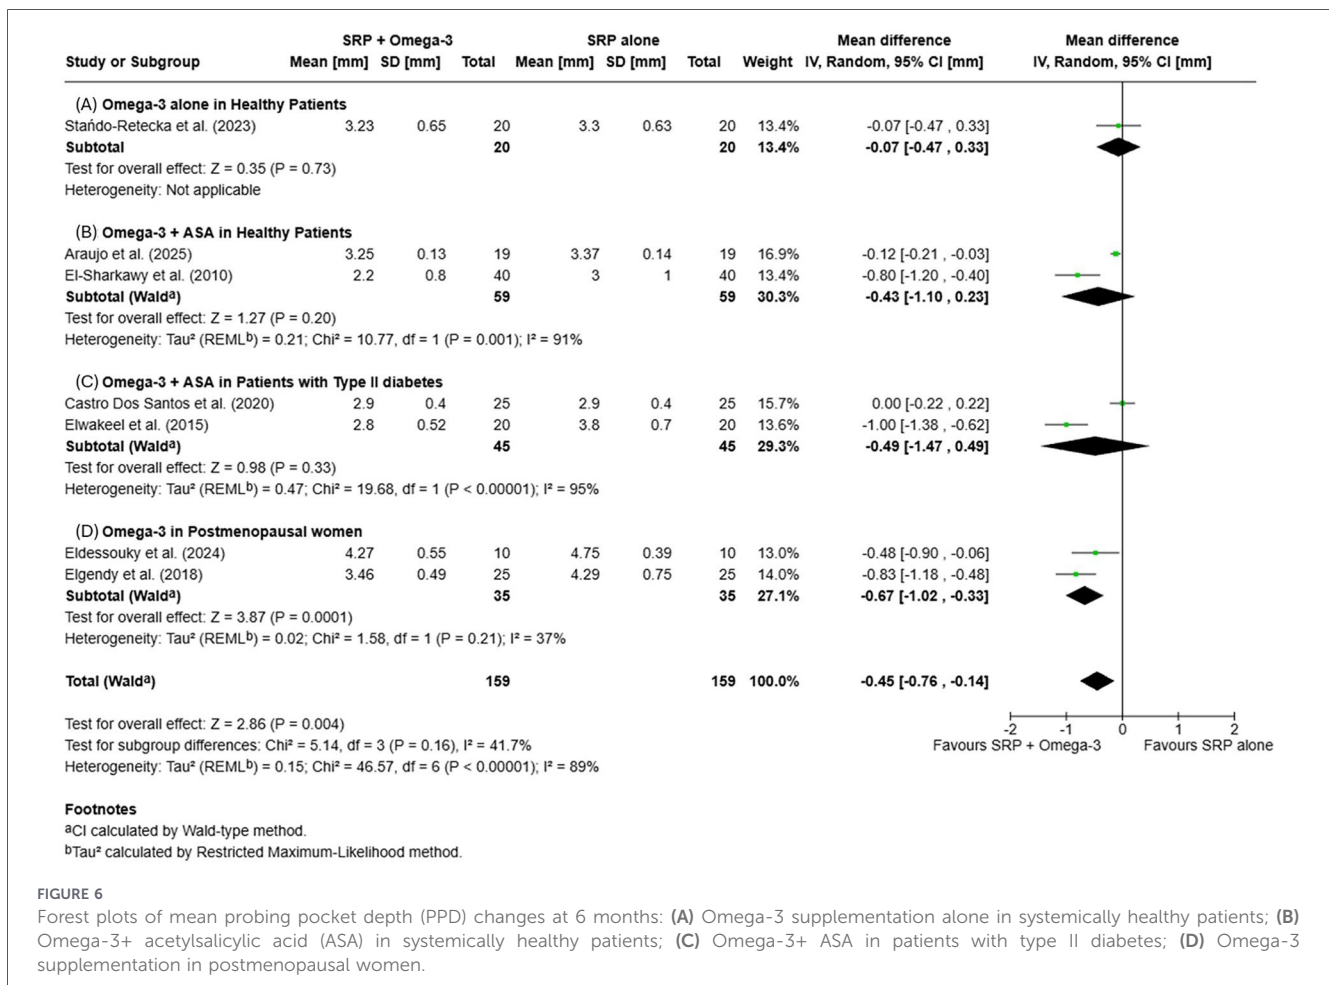 SRP + Omega-3 SRP alone Mean difference Mean difference
Study or Subgroup Mean [mm] SD [mm] Total Mean [mm] SD [mm] Total Weight IV, Random, 95% CI [mm] IV, Random, 95% CI [mm]
(A) Omega-3 alone in Healthy Patients
Stańdo-Retecka et al. (2023) 3.23 0.65 20 3.3 0.63 20 13.4% -0.07 [-0.47 , 0.33]
Subtotal 20 20 13.4% -0.07 [-0.47 , 0.33]
Test for overall effect: Z = 0.35 (P = 0.73)
Heterogeneity: Not applicable
(B) Omega-3 + ASA in Healthy Patients
Araujo et al. (2025) 3.25 0.13 19 3.37 0.14 19 16.9% -0.12 [-0.21 , -0.03]
El-Sharkawy et al. (2010) 2.2 0.8 40 3 1 40 13.4% -0.80 [-1.20 , -0.40]
Subtotal (Waldᵃ) 59 59 30.3% -0.43 [-1.10 , 0.23]
Test for overall effect: Z = 1.27 (P = 0.20)
Heterogeneity: Tau² (REMLᵇ) = 0.21; Chi² = 10.77, df = 1 (P = 0.001); I² = 91%
(C) Omega-3 + ASA in Patients with Type II diabetes
Castro Dos Santos et al. (2020) 2.9 0.4 25 2.9 0.4 25 15.7% 0.00 [-0.22 , 0.22]
Elwakeel et al. (2015) 2.8 0.52 20 3.8 0.7 20 13.6% -1.00 [-1.38 , -0.62]
Subtotal (Waldᵃ) 45 45 29.3% -0.49 [-1.47 , 0.49]
Test for overall effect: Z = 0.98 (P = 0.33)
Heterogeneity: Tau² (REMLᵇ) = 0.47; Chi² = 19.68, df = 1 (P < 0.00001); I² = 95%
(D) Omega-3 in Postmenopausal women
Eldessouky et al. (2024) 4.27 0.55 10 4.75 0.39 10 13.0% -0.48 [-0.90 , -0.06]
Elgendy et al. (2018) 3.46 0.49 25 4.29 0.75 25 14.0% -0.83 [-1.18 , -0.48]
Subtotal (Waldᵃ) 35 35 27.1% -0.67 [-1.02 , -0.33]
Test for overall effect: Z = 3.87 (P = 0.0001)
Heterogeneity: Tau² (REMLᵇ) = 0.02; Chi² = 1.58, df = 1 (P = 0.21); I² = 37%
Total (Waldᵃ) 159 159 100.0% -0.45 [-0.76 , -0.14]
Test for overall effect: Z = 2.86 (P = 0.004)
-2 -1 0 1 2
Test for subgroup differences: Chi² = 5.14, df = 3 (P = 0.16), I² = 41.7%
Favours SRP + Omega-3 Favours SRP alone
Heterogeneity: Tau² (REMLᵇ) = 0.15; Chi² = 46.57, df = 6 (P < 0.00001); I² = 89%
Footnotes
ᵃCI calculated by Wald-type method.
ᵇTau² calculated by Restricted Maximum-Likelihood method.
FIGURE 6
Forest plots of mean probing pocket depth (PPD) changes at 6 months: (A) Omega-3 supplementation alone in systemically healthy patients; (B)
Omega-3+ acetylsalicylic acid (ASA) in systemically healthy patients; (C) Omega-3+ ASA in patients with type II diabetes; (D) Omega-3
supplementation in postmenopausal women.